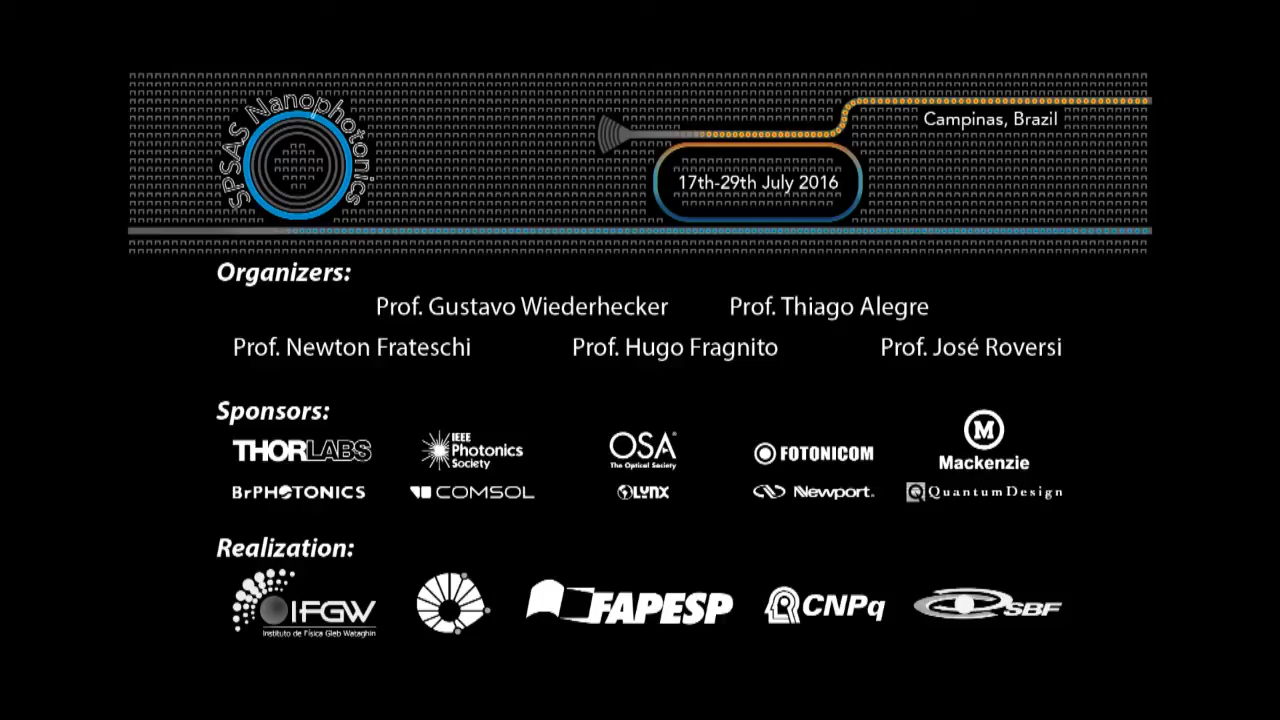 SPSAS Nanophotonics
Campinas, Brazil
17th-29th July 2016
Organizers:
Prof. Gustavo Wiederhecker Prof. Thiago Alegre
Prof. Newton Frateschi Prof. Hugo Fragnito Prof. José Roversi
Sponsors:
THORLABS IEEE Photonics Society OSA The Optical Society FOTONICOM M Mackenzie
BrPHOTONICS COMSOL LYNX Newport QuantumDesign
Realization:
IFGW Instituto de Física Gleb Wataghin FAPESP CNPq SBF